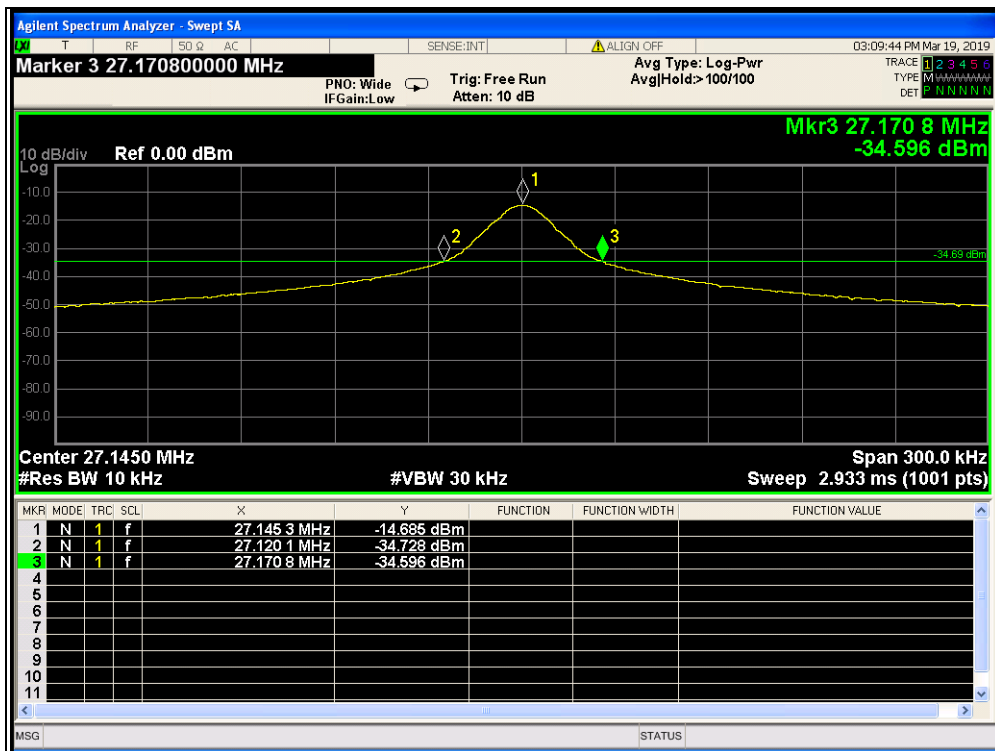 Agilent Spectrum Analyzer - Swept SA
LXI T RF 50 Ω AC SENSE:INT ALIGN OFF 03:09:44 PM Mar 19, 2019
Marker 3 27.170800000 MHz
PNO: Wide Trig: Free Run Avg Type: Log-Pwr TRACE 1 2 3 4 5 6
IFGain:Low Atten: 10 dB Avg|Hold:>100/100 TYPE M WWWWW
DET P N N N N N
Mkr3 27.170 8 MHz
-34.596 dBm
10 dB/div Ref 0.00 dBm
Log
-10.0
-20.0
-30.0
-40.0
-50.0
-60.0
-70.0
-80.0
-90.0
1
2
3
-34.69 dBm
Center 27.1450 MHz Span 300.0 kHz
#Res BW 10 kHz #VBW 30 kHz Sweep 2.933 ms (1001 pts)
MKR MODE TRC SCL X Y FUNCTION FUNCTION WIDTH FUNCTION VALUE
1 N 1 f 27.145 3 MHz -14.685 dBm
2 N 1 f 27.120 1 MHz -34.728 dBm
3 N 1 f 27.170 8 MHz -34.596 dBm
4
5
6
7
8
9
10
11
MSG STATUS